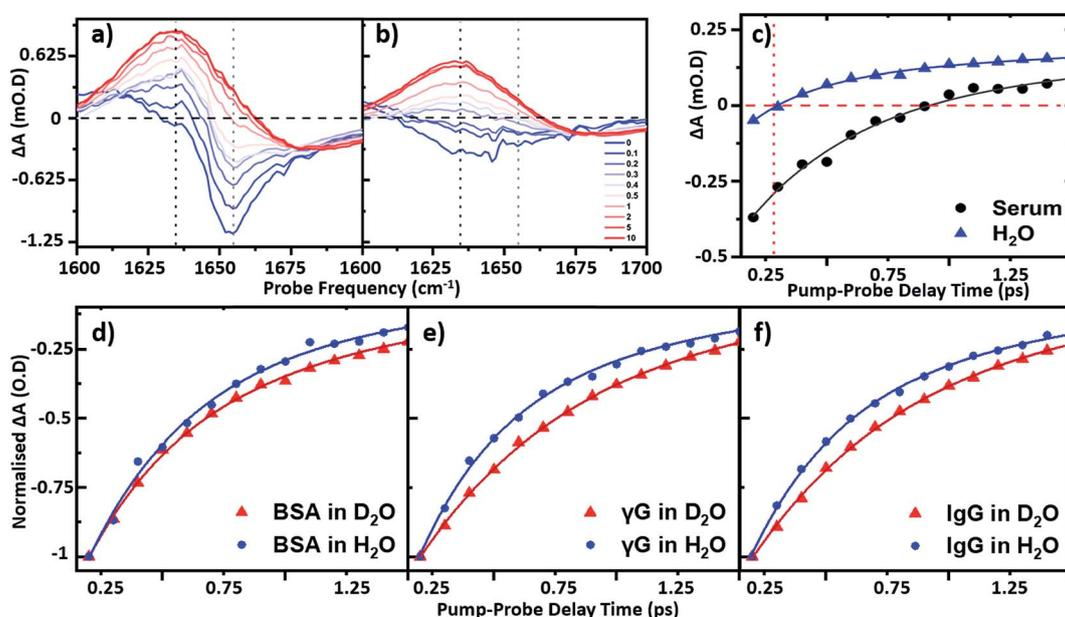 a)
b)
c)
ΔA (mO.D)
0.625
0
-0.625
-1.25
1600
1625
1650
1675
1600
1625
1650
1675
1700
Probe Frequency (cm⁻¹)
0
0.1
0.2
0.3
0.4
0.5
1
2
5
10
ΔA (mO.D)
0.25
0
-0.25
-0.5
Serum
H₂O
0.25
0.75
1.25
Pump-Probe Delay Time (ps)
d)
e)
f)
Normalised ΔA (O.D)
-0.25
-0.5
-0.75
-1
BSA in D₂O
BSA in H₂O
γG in D₂O
γG in H₂O
IgG in D₂O
IgG in H₂O
0.25
0.75
1.25
0.25
0.75
1.25
0.25
0.75
1.25
Pump-Probe Delay Time (ps)